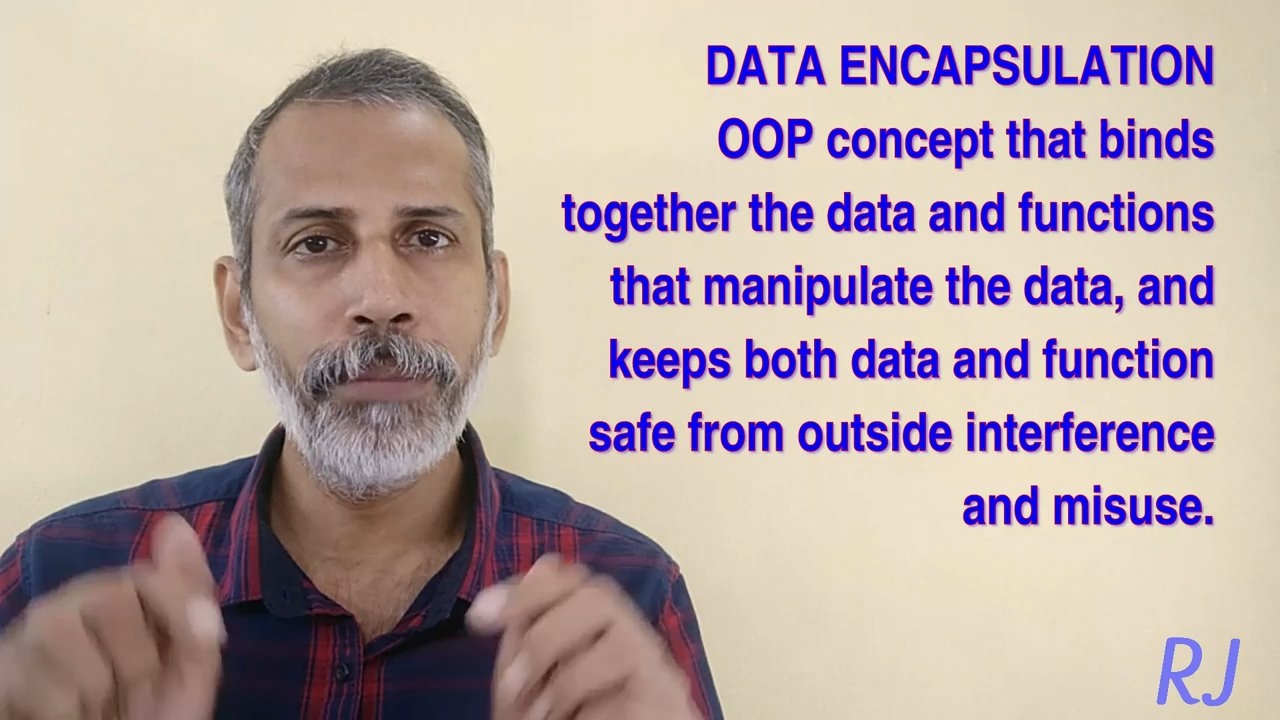 DATA ENCAPSULATION
OOP concept that binds
together the data and functions
that manipulate the data, and
keeps both data and function
safe from outside interference
and misuse.
RJ